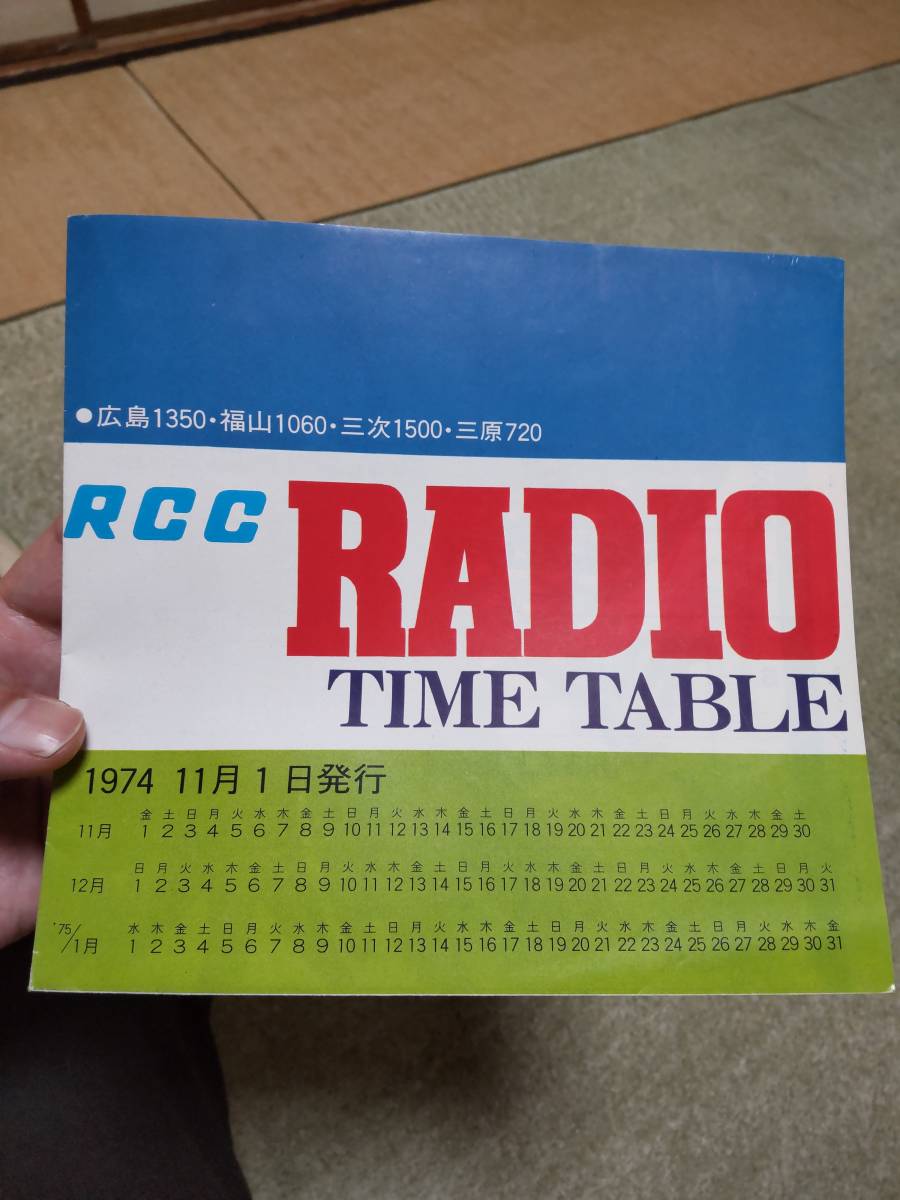 ●広島1350・福山1060・三次1500・三原720
RCC RADIO
TIME TABLE
1974 11月1日発行
金 土 日 月 火 水 木 金 土 日 月 火 水 木 金 土 日 月 火 水 木 金 土 日 月 火 水 木 金 土
11月 1 2 3 4 5 6 7 8 9 10 11 12 13 14 15 16 17 18 19 20 21 22 23 24 25 26 27 28 29 30
日 月 火 水 木 金 土 日 月 火 水 木 金 土 日 月 火 水 木 金 土 日 月 火 水 木 金 土 日 月 火
12月 1 2 3 4 5 6 7 8 9 10 11 12 13 14 15 16 17 18 19 20 21 22 23 24 25 26 27 28 29 30 31
水 木 金 土 日 月 火 水 木 金 土 日 月 火 水 木 金 土 日 月 火 水 木 金 土 日 月 火 水 木 金
'75/1月 1 2 3 4 5 6 7 8 9 10 11 12 13 14 15 16 17 18 19 20 21 22 23 24 25 26 27 28 29 30 31